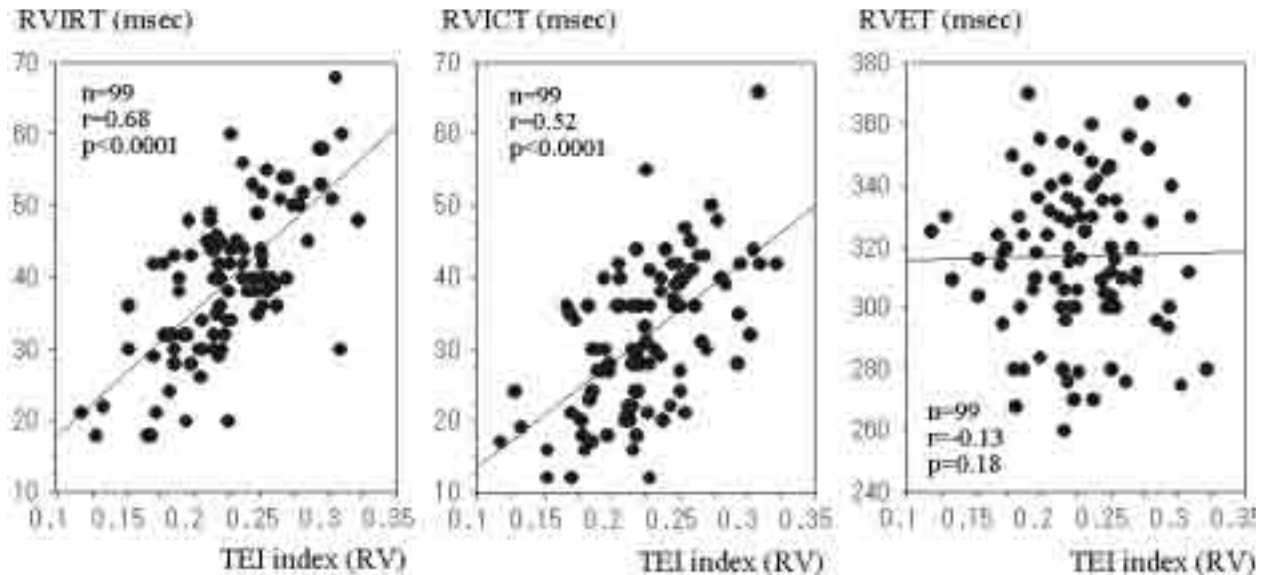 RVIRT (msec)
70
n=99
r=0.68
p<0.0001
60
50
40
30
20
10
0.1 0.15 0.2 0.25 0.3 0.35
TEI index (RV)
RVICT (msec)
70
n=99
r=0.52
p<0.0001
60
50
40
30
20
10
0.1 0.15 0.2 0.25 0.3 0.35
TEI index (RV)
RVET (msec)
380
360
340
320
300
280
n=99
r=-0.13
p=0.18
260
240
0.1 0.15 0.2 0.25 0.3 0.35
TEI index (RV)